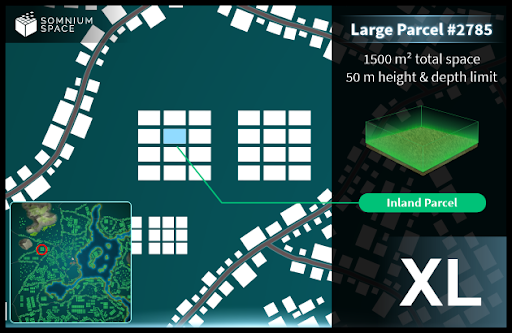 SOMNIUM
SPACE
Large Parcel #2785
1500 m² total space
50 m height & depth limit
Inland Parcel
XL